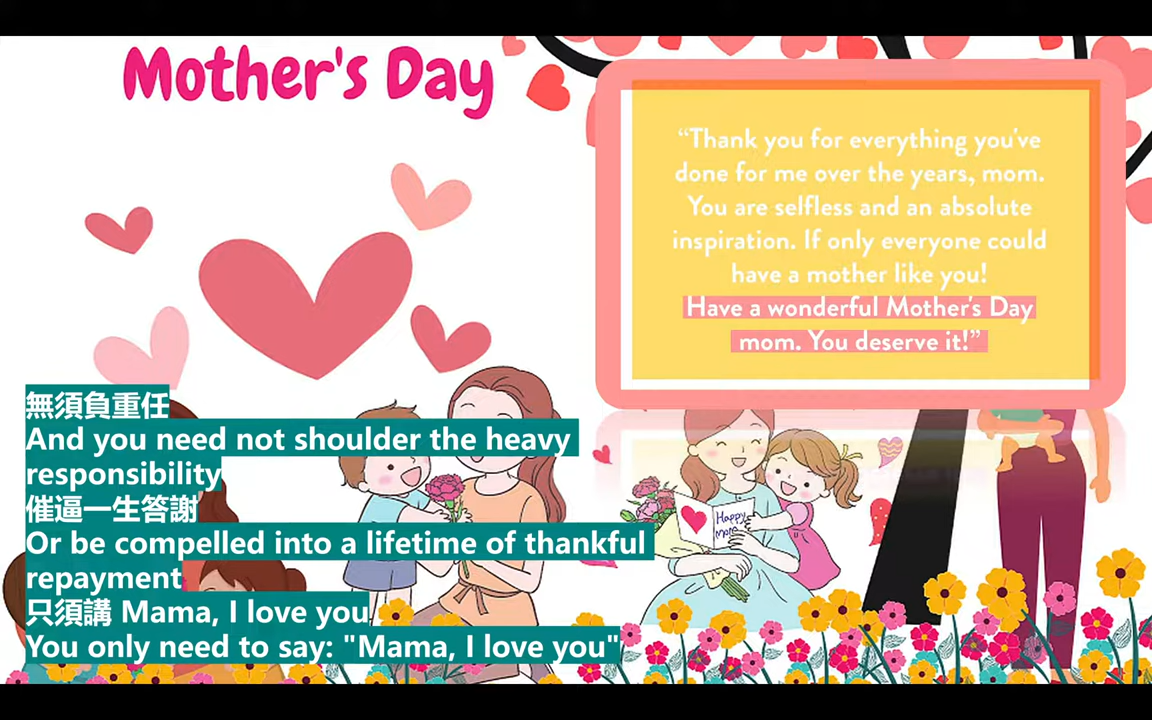 Mother's Day
“Thank you for everything you've
done for me over the years, mom.
You are selfless and an absolute
inspiration. If only everyone could
have a mother like you!
Have a wonderful Mother's Day
mom. You deserve it!”
無須負重任
And you need not shoulder the heavy
responsibility
催逼一生答謝
Or be compelled into a lifetime of thankful
repayment
只須講 Mama, I love you
You only need to say: "Mama, I love you"
Happy